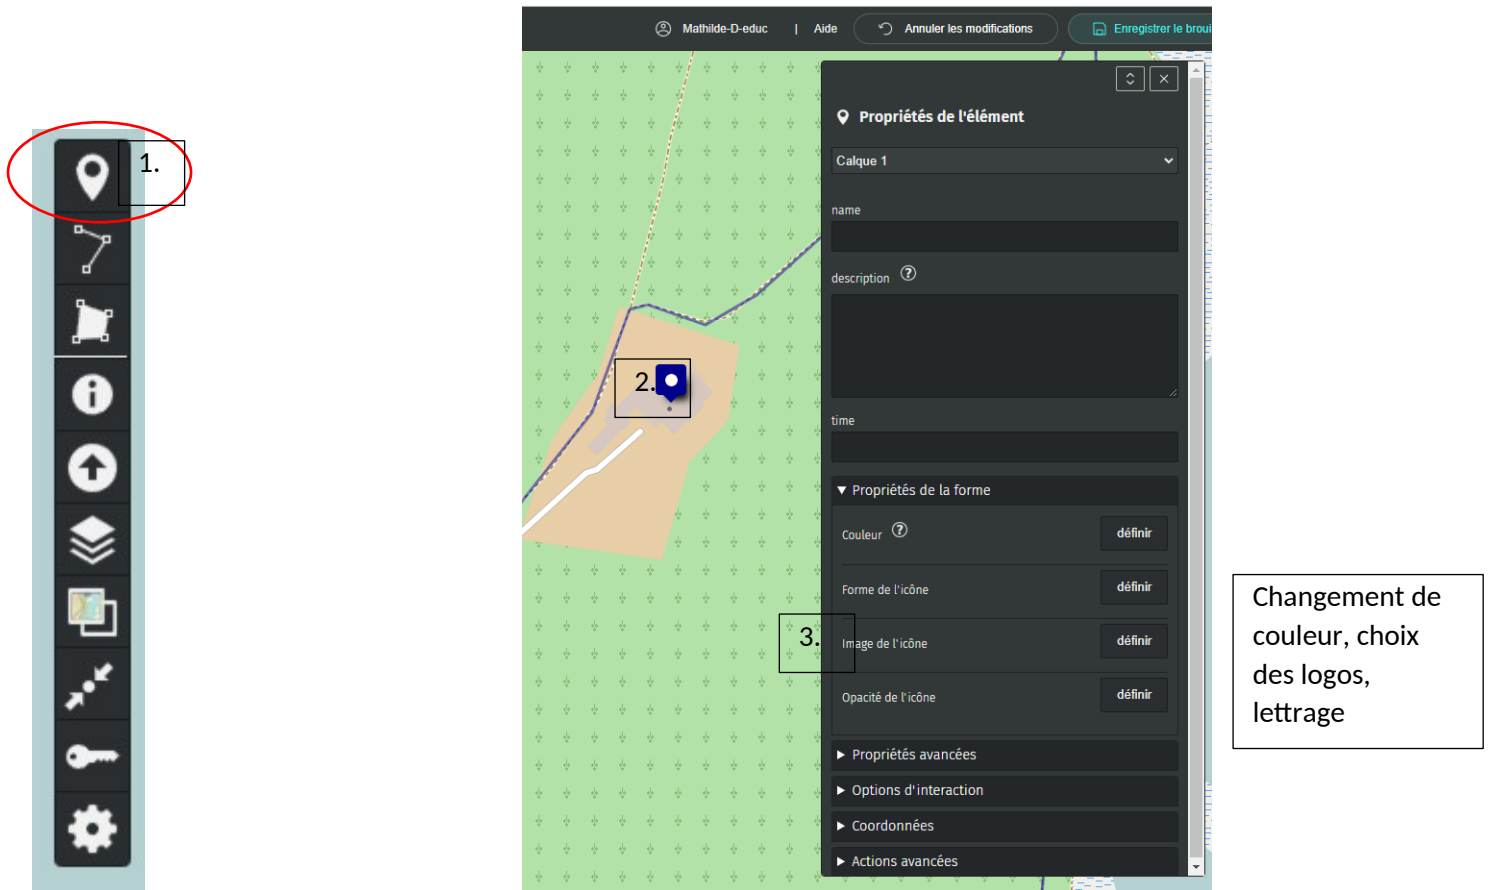 Mathilde-D-educ | Aide Annuler les modifications Enregistrer le broui
1.
Propriétés de l'élément
Calque 1
name
description ?
2.
time
Propriétés de la forme
Couleur ? définir
Forme de l'icône définir
3.
Image de l'icône définir
Opacité de l'icône définir
Propriétés avancées
Options d'interaction
Coordonnées
Actions avancées
Changement de
couleur, choix
des logos,
lettrage